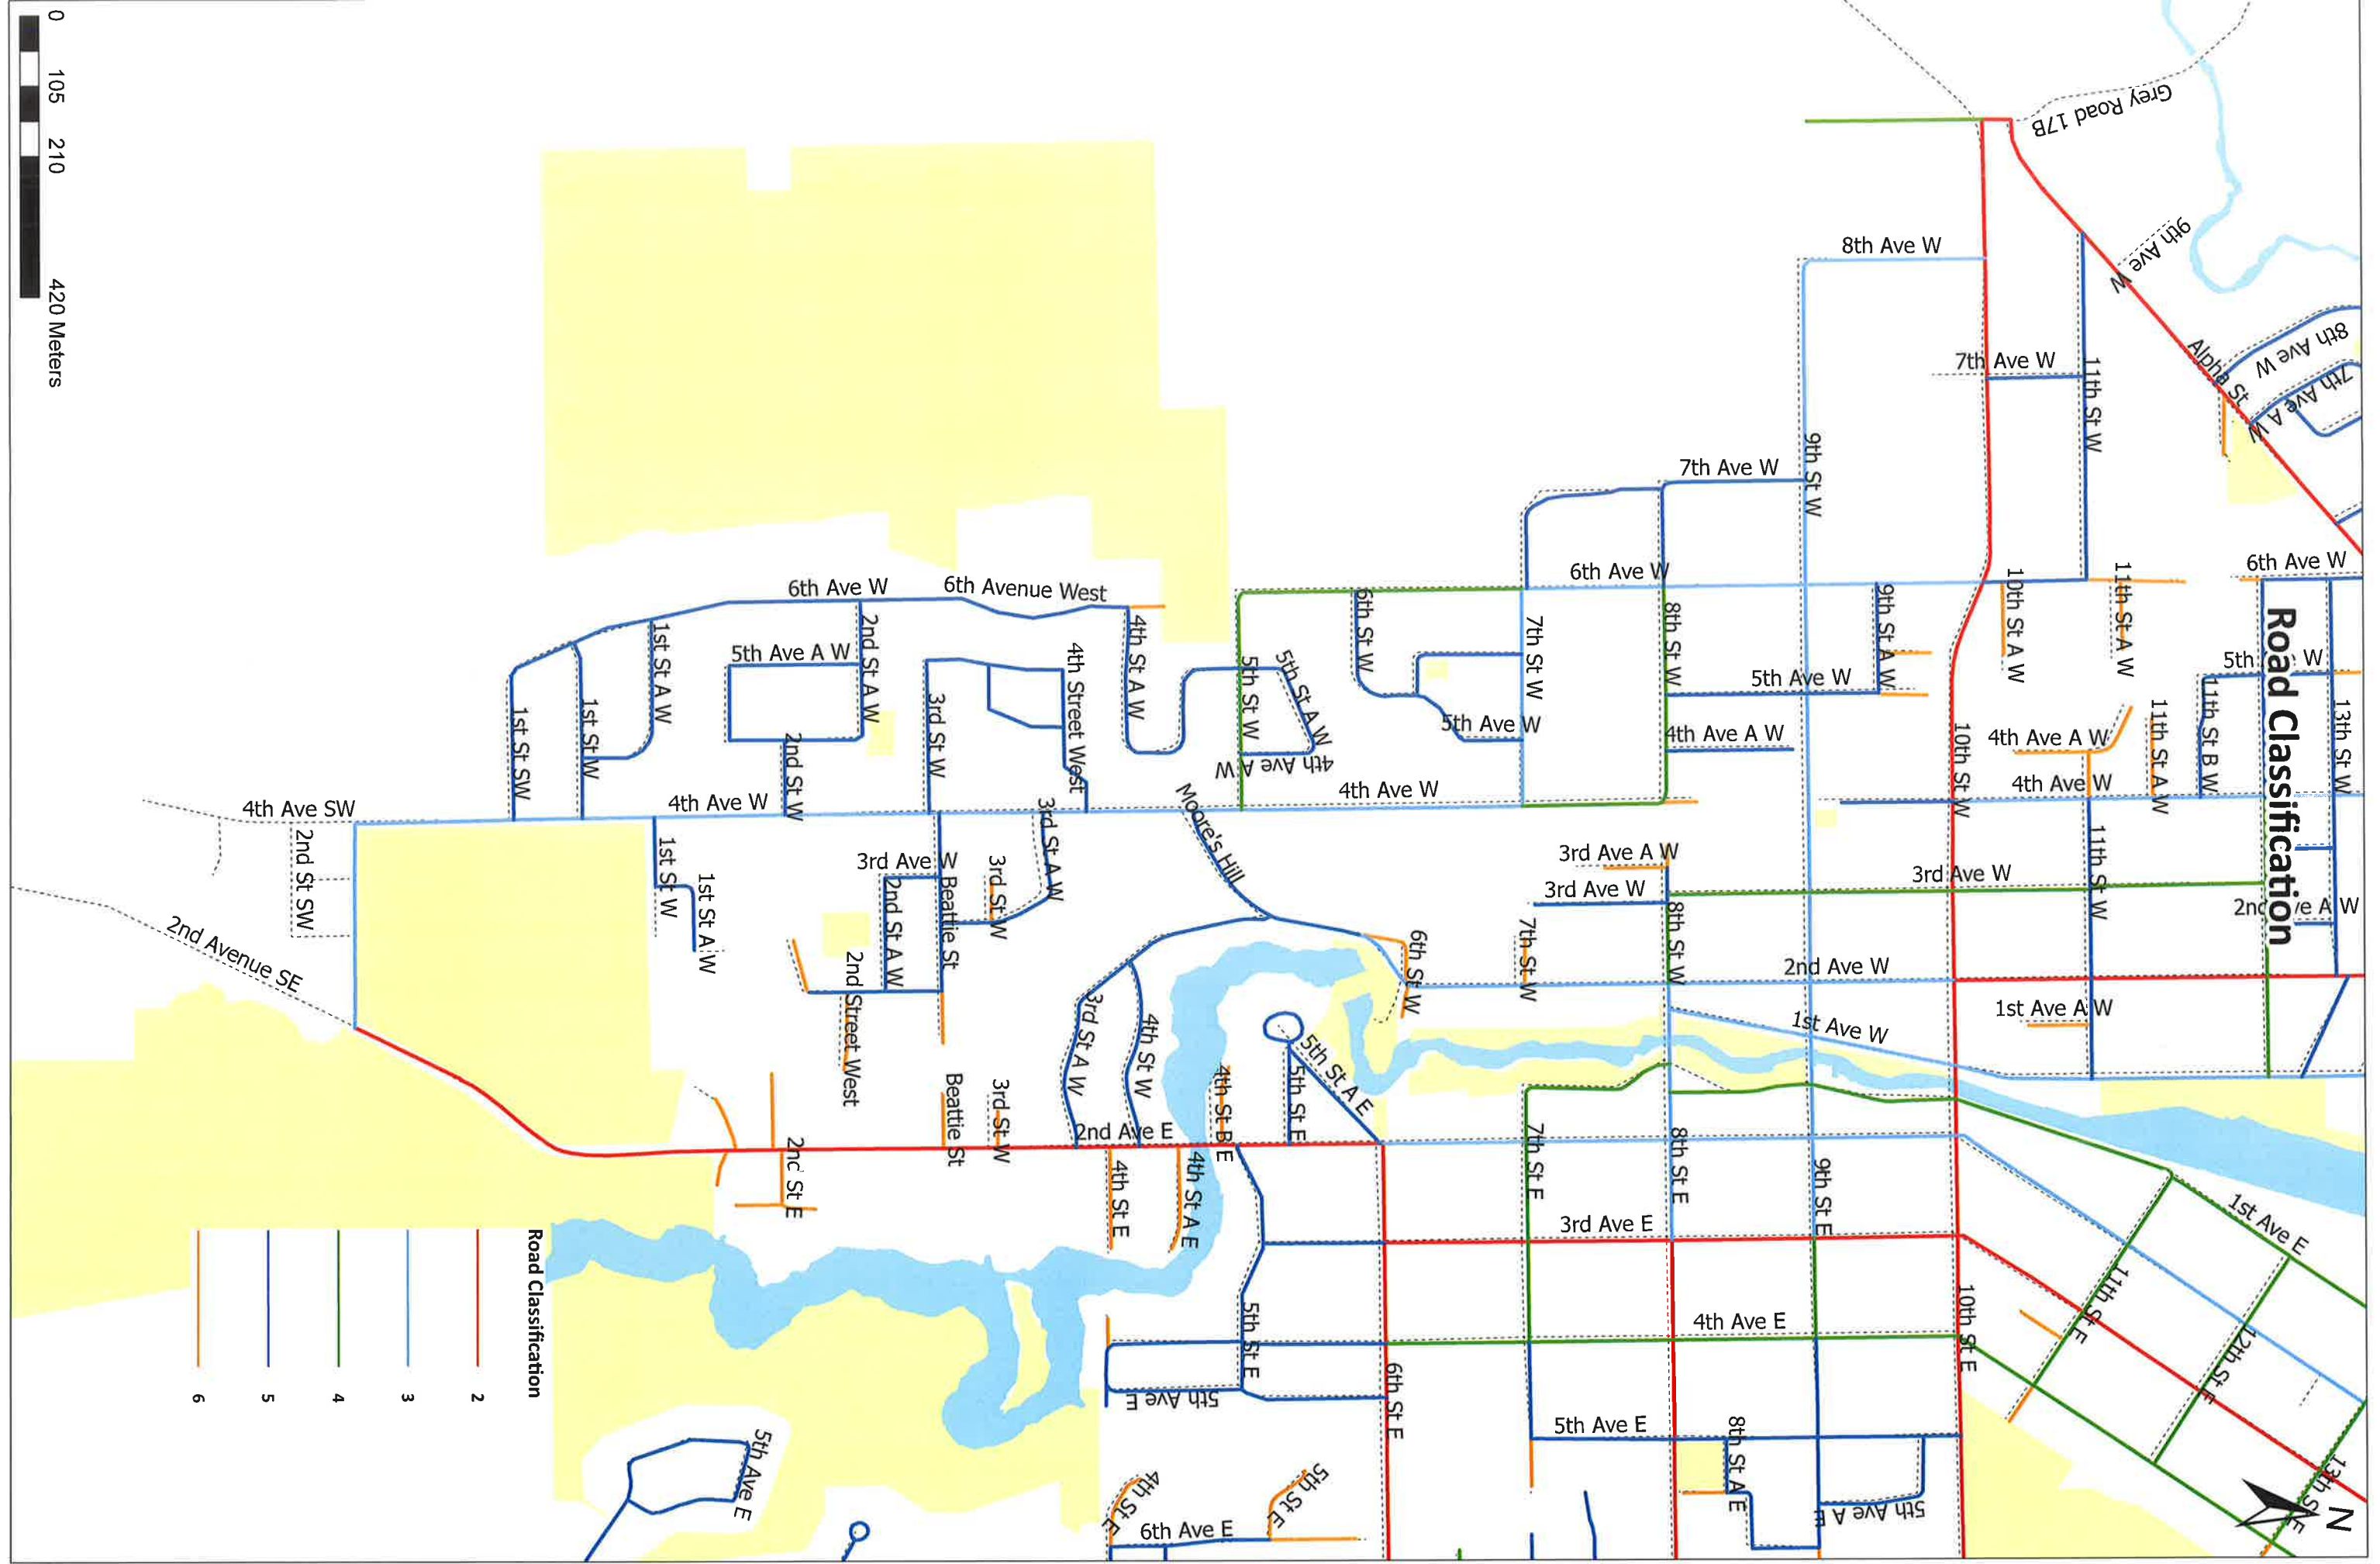 Road Classification
0 105 210 420 Meters
Grey Road 17B
9th Ave W
Alpha St
8th Ave W
7th Ave A W
8th Ave W
7th Ave W
11th St W
9th St W
7th Ave W
6th Ave W
6th Ave W
6th Ave W
6th Avenue West
10th St A W
11th St A W
9th St A W
8th St W
7th St W
6th St W
5th St W
5th St A W
4th Ave A W
5th Ave W
5th Ave W
4th Ave A W
4th Ave A W
5th W
11th St B W
11th St A W
13th St W
10th St W
4th Ave W
4th Ave W
4th Ave W
4th Ave SW
4th St A W
4th Street West
3rd St W
2nd St A W
5th Ave A W
2nd St W
1st St A W
1st St W
1st St SW
2nd St SW
2nd Avenue SE
1st St W
1st St A W
3rd Ave W
2nd St A W
Beattie St
3rd St W
3rd St A W
Moore's Hill
2nd Street West
3rd Ave A W
3rd Ave W
3rd Ave W
8th St W
7th St W
6th St W
11th St W
2nd Ave A W
2nd Ave W
1st Ave A W
1st Ave W
3rd St A W
4th St W
4th St B E
5th St E
5th St A E
Beattie St
3rd St W
2nd Ave E
2nd St E
4th St E
4th St A E
7th St E
8th St E
9th St E
3rd Ave E
4th Ave E
10th St E
1st Ave E
11th St E
12th St E
13th St E
5th St E
5th Ave E
6th St E
5th Ave E
8th St A E
5th Ave A E
5th Ave E
4th St E
5th St E
6th Ave E
Road Classification
2
3
4
5
6
N